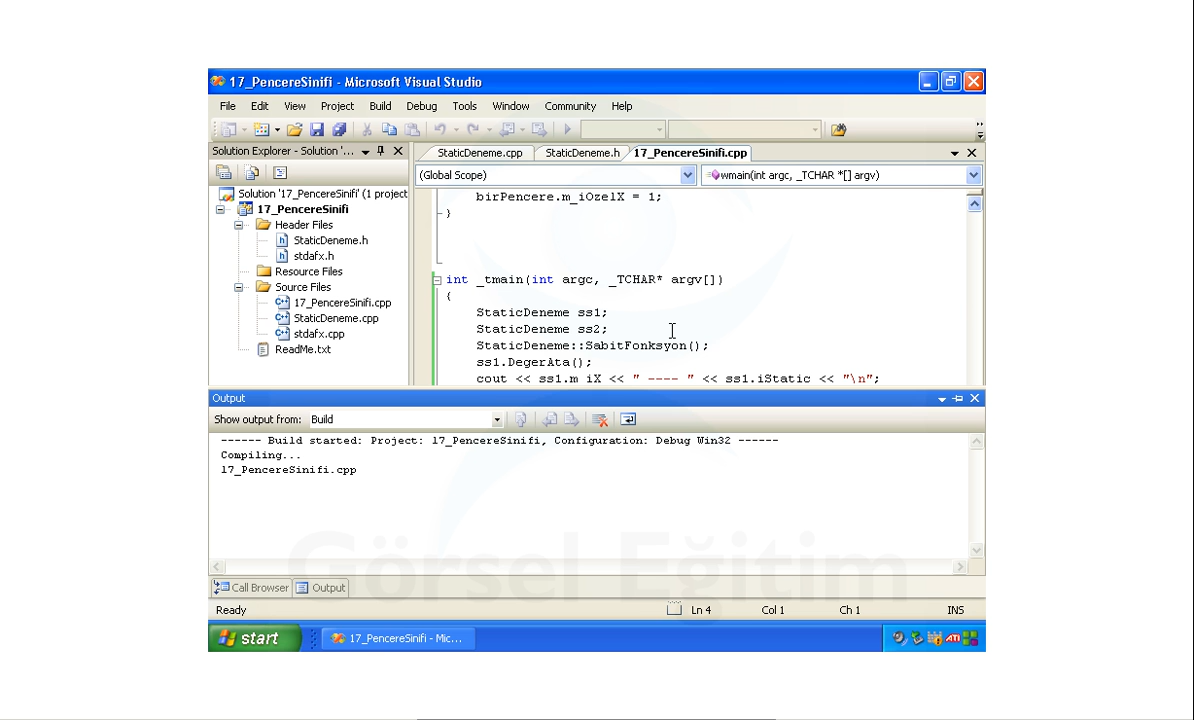 17_PencereSinifi - Microsoft Visual Studio
File Edit View Project Build Debug Tools Window Community Help
Solution Explorer - Solution '...
StaticDeneme.cpp StaticDeneme.h 17_PencereSinifi.cpp
(Global Scope) wmain(int argc, _TCHAR *[] argv)
Solution '17_PencereSinifi' (1 project
17_PencereSinifi
Header Files
StaticDeneme.h
stdafx.h
Resource Files
Source Files
17_PencereSinifi.cpp
StaticDeneme.cpp
stdafx.cpp
ReadMe.txt
birPencere.m_iOzelX = 1;
}
int _tmain(int argc, _TCHAR* argv[])
{
StaticDeneme ss1;
StaticDeneme ss2;
StaticDeneme::SabitFonksyon();
ss1.DegerAta();
cout << ss1.m_iX << " ---- " << ss1.iStatic << "\n";
Output
Show output from: Build
------ Build started: Project: 17_PencereSinifi, Configuration: Debug Win32 ------
Compiling...
17_PencereSinifi.cpp
Görsel Eğitim
Call Browser Output
Ready Ln 4 Col 1 Ch 1 INS
start 17_PencereSinifi - Mic... ATI